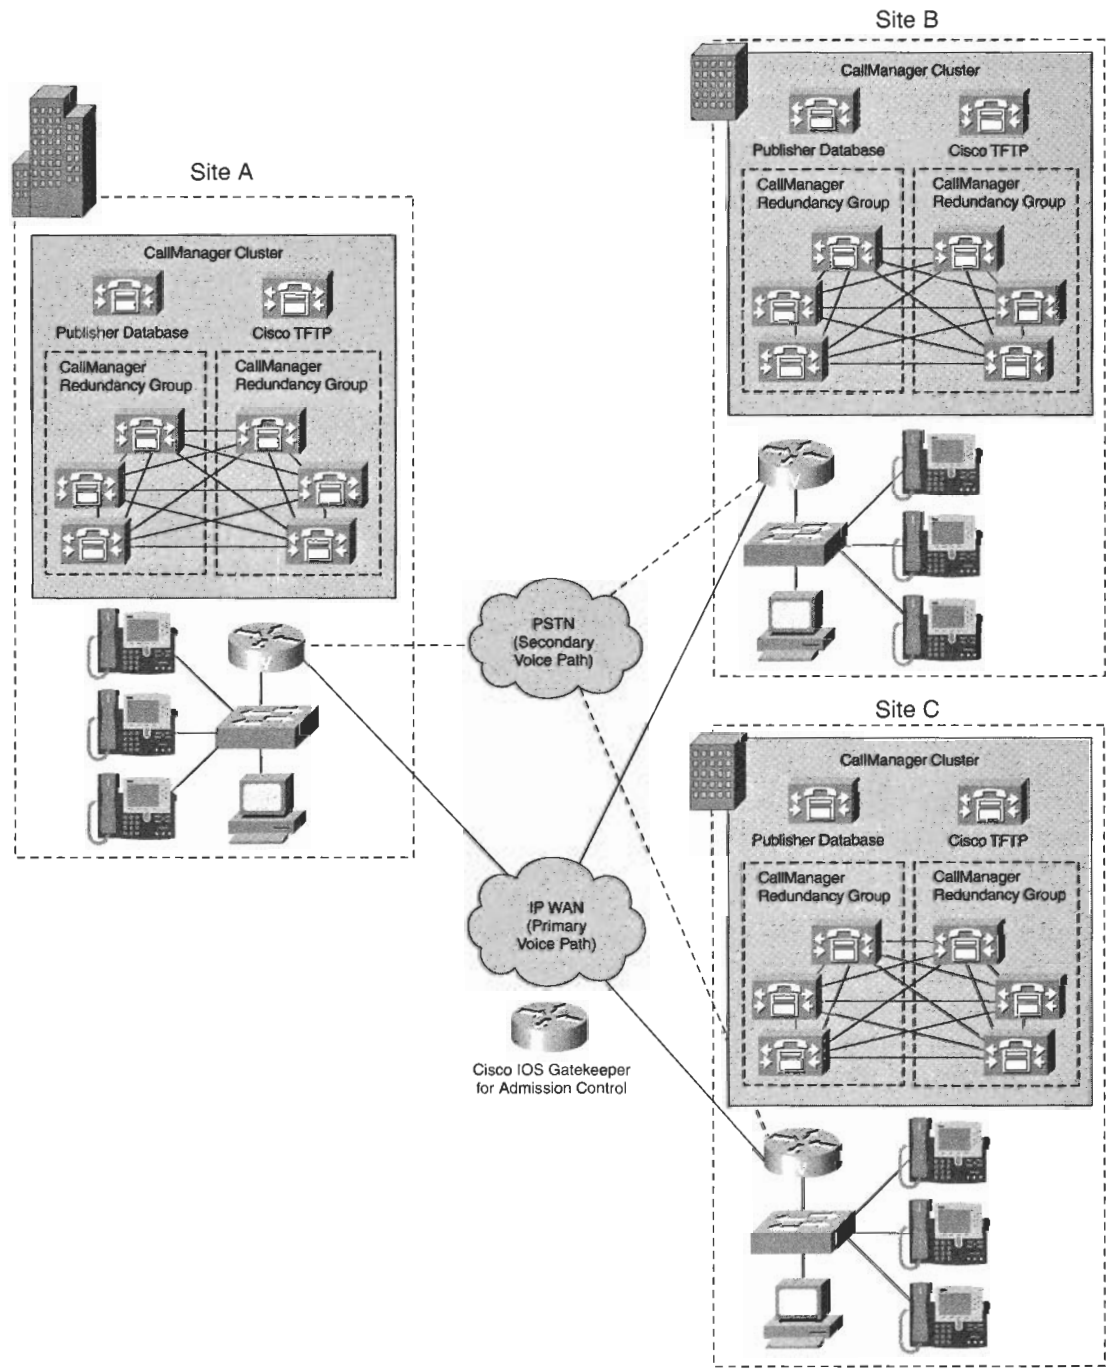 Site B
CallManager Cluster
Publisher Database
Cisco TFTP
CallManager
Redundancy Group
CallManager
Redundancy Group
Site A
CallManager Cluster
Publisher Database
Cisco TFTP
CallManager
Redundancy Group
CallManager
Redundancy Group
PSTN
(Secondary
Voice Path)
IP WAN
(Primary
Voice Path)
Cisco IOS Gatekeeper
for Admission Control
Site C
CallManager Cluster
Publisher Database
Cisco TFTP
CallManager
Redundancy Group
CallManager
Redundancy Group